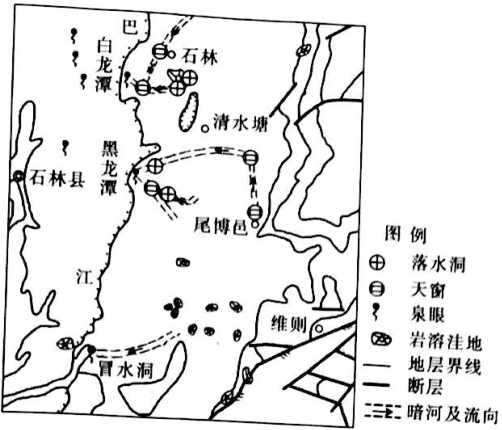 巴
石林
白龙潭
清水塘
黑龙潭
石林县
尾博邑
江
维则
冒水洞
图例
落水洞
天窗
泉眼
岩溶洼地
地层界线
断层
暗河及流向